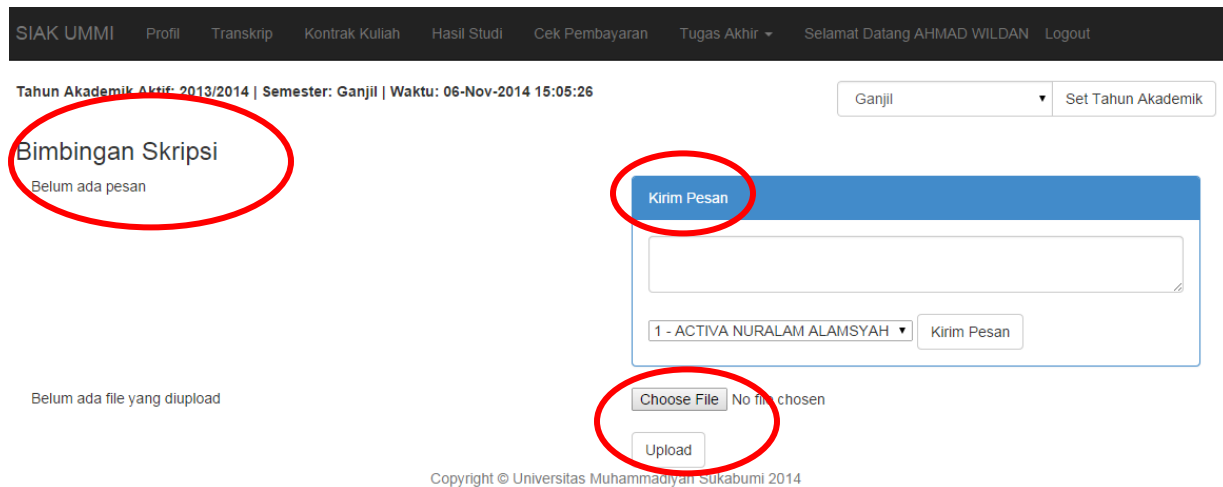 SIAK UMMI Profil Transkrip Kontrak Kuliah Hasil Studi Cek Pembayaran Tugas Akhir Selamat Datang AHMAD WILDAN Logout
Tahun Akademik Aktif: 2013/2014 | Semester: Ganjil | Waktu: 06-Nov-2014 15:05:26
Ganjil Set Tahun Akademik
Bimbingan Skripsi
Belum ada pesan
Kirim Pesan
1 - ACTIVA NURALAM ALAMSYAH Kirim Pesan
Belum ada file yang diupload
Choose File No file chosen
Upload
Copyright © Universitas Muhammadiyah Sukabumi 2014